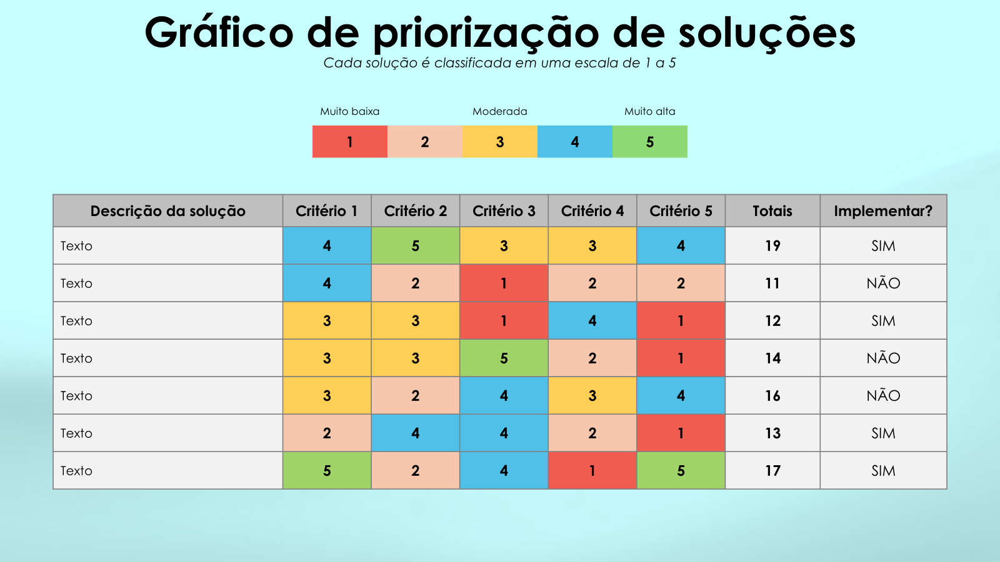 Gráfico de priorização de soluções
Cada solução é classificada em uma escala de 1 a 5
Muito baixa Moderada Muito alta
1 2 3 4 5
Descrição da solução Critério 1 Critério 2 Critério 3 Critério 4 Critério 5 Totais Implementar?
Texto 4 5 3 3 4 19 SIM
Texto 4 2 1 2 2 11 NÃO
Texto 3 3 1 4 1 12 SIM
Texto 3 3 5 2 1 14 NÃO
Texto 3 2 4 3 4 16 NÃO
Texto 2 4 4 2 1 13 SIM
Texto 5 2 4 1 5 17 SIM